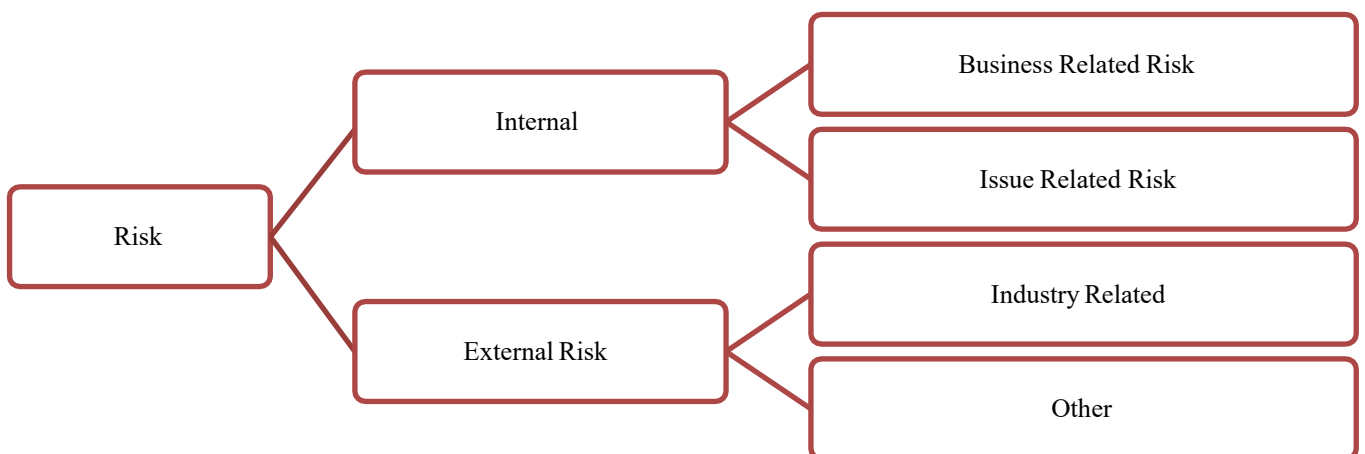 Risk
Internal
Business Related Risk
Issue Related Risk
External Risk
Industry Related
Other